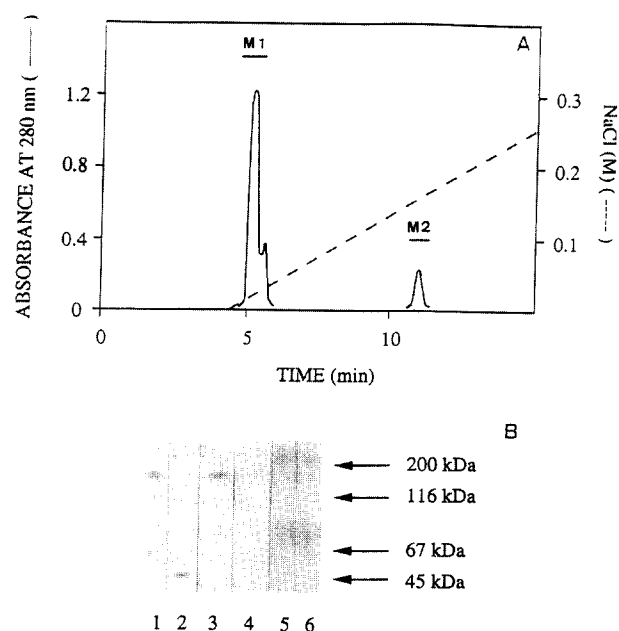 A
M1
M2
ABSORBANCE AT 280 nm ( —— )
1.2
0.8
0.4
0
0.3
0.2
0.1
NaCl (M) ( ----- )
0 5 10
TIME (min)
B
200 kDa
116 kDa
67 kDa
45 kDa
1 2 3 4 5 6